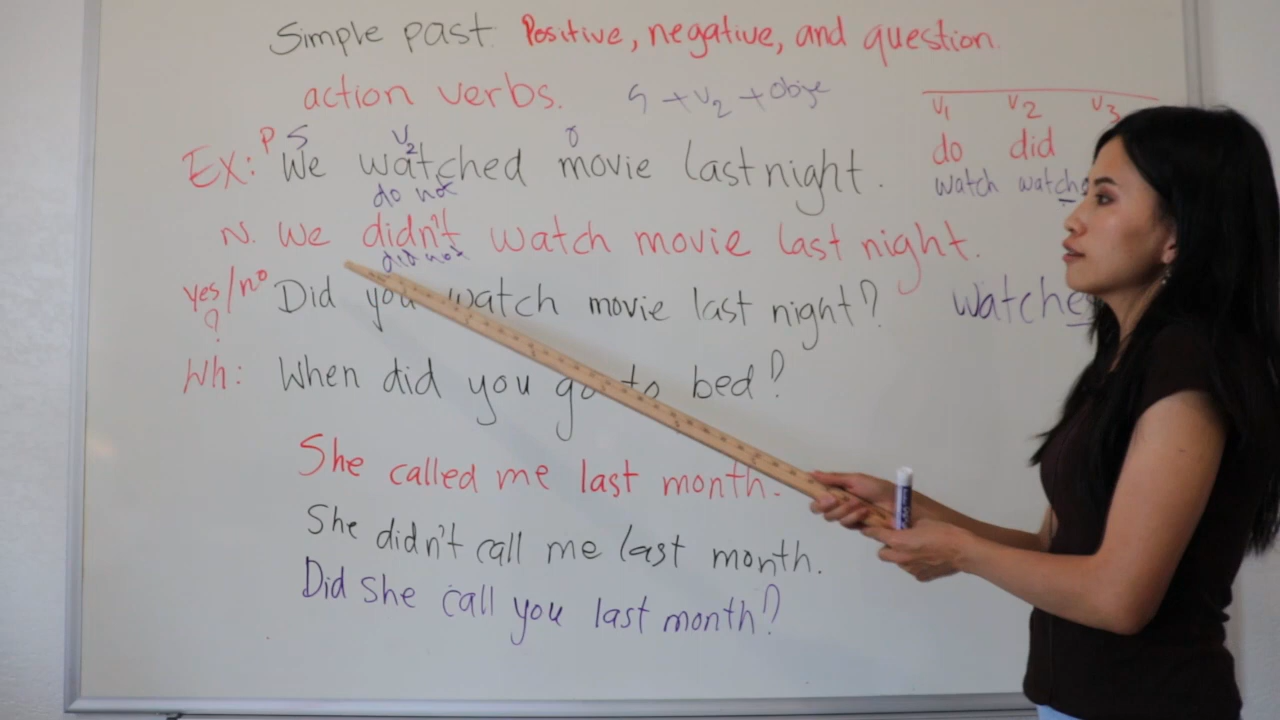 Simple past. Positive, negative, and question.
action verbs. S + V2 + Obje
V1 V2 V3
do did
watch watche
P S V2 O
Ex: We watched movie last night.
do not
N. We didn't watch movie last night.
did not
yes/no Did you watch movie last night?
?
watches
Wh: When did you go to bed?
She called me last month.
She didn't call me last month.
Did she call you last month?